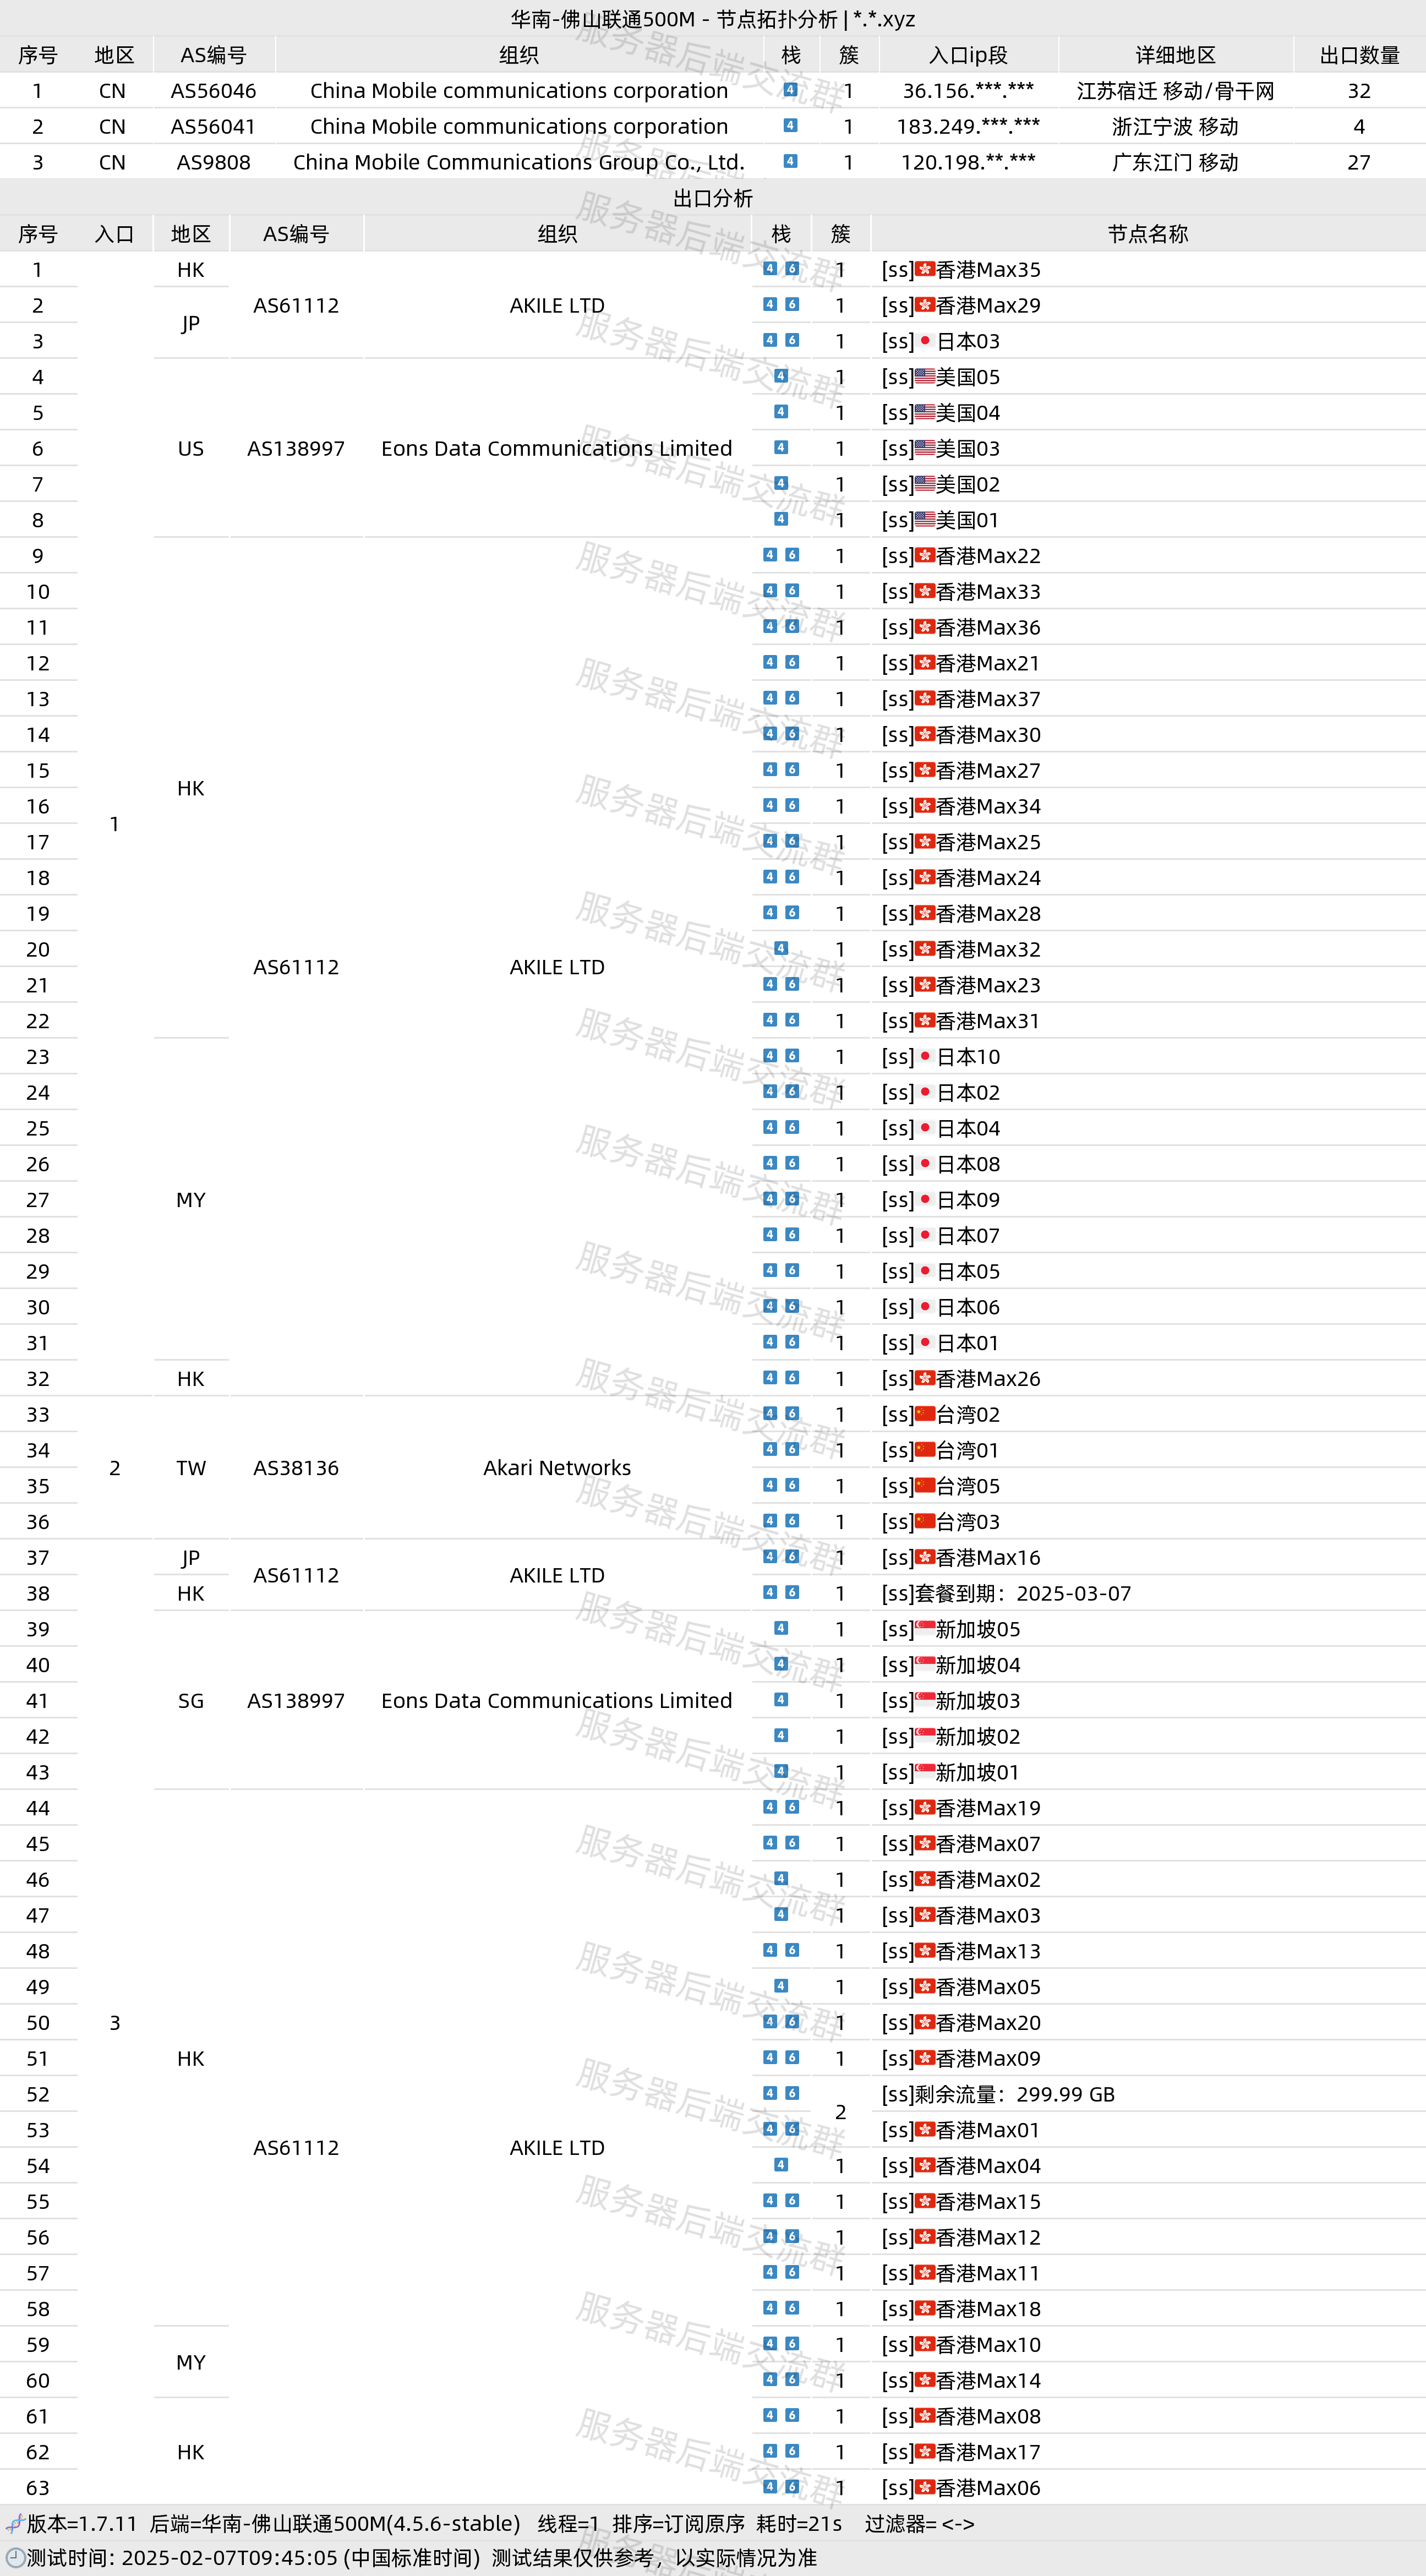 华南-佛山联通500M - 节点拓扑分析 | *.*.xyz
序号 地区 AS编号 组织 栈 簇 入口ip段 详细地区 出口数量
1 CN AS56046 China Mobile communications corporation 4 1 36.156.***.*** 江苏宿迁 移动/骨干网 32
2 CN AS56041 China Mobile communications corporation 4 1 183.249.***.*** 浙江宁波 移动 4
3 CN AS9808 China Mobile Communications Group Co., Ltd. 4 1 120.198.**.*** 广东江门 移动 27
出口分析
序号 入口 地区 AS编号 组织 栈 簇 节点名称
1 HK 4 6 1 [ss]🇭🇰香港Max35
2 JP AS61112 AKILE LTD 4 6 1 [ss]🇭🇰香港Max29
3 4 6 1 [ss]🇯🇵日本03
4 4 1 [ss]🇺🇸美国05
5 4 1 [ss]🇺🇸美国04
6 US AS138997 Eons Data Communications Limited 4 1 [ss]🇺🇸美国03
7 4 1 [ss]🇺🇸美国02
8 4 1 [ss]🇺🇸美国01
9 4 6 1 [ss]🇭🇰香港Max22
10 4 6 1 [ss]🇭🇰香港Max33
11 4 6 1 [ss]🇭🇰香港Max36
12 4 6 1 [ss]🇭🇰香港Max21
13 4 6 1 [ss]🇭🇰香港Max37
14 4 6 1 [ss]🇭🇰香港Max30
15 HK 4 6 1 [ss]🇭🇰香港Max27
16 1 4 6 1 [ss]🇭🇰香港Max34
17 4 6 1 [ss]🇭🇰香港Max25
18 4 6 1 [ss]🇭🇰香港Max24
19 4 6 1 [ss]🇭🇰香港Max28
20 AS61112 AKILE LTD 4 1 [ss]🇭🇰香港Max32
21 4 6 1 [ss]🇭🇰香港Max23
22 4 6 1 [ss]🇭🇰香港Max31
23 4 6 1 [ss]🇯🇵日本10
24 4 6 1 [ss]🇯🇵日本02
25 4 6 1 [ss]🇯🇵日本04
26 4 6 1 [ss]🇯🇵日本08
27 MY 4 6 1 [ss]🇯🇵日本09
28 4 6 1 [ss]🇯🇵日本07
29 4 6 1 [ss]🇯🇵日本05
30 4 6 1 [ss]🇯🇵日本06
31 4 6 1 [ss]🇯🇵日本01
32 HK 4 6 1 [ss]🇭🇰香港Max26
33 4 6 1 [ss]🇨🇳台湾02
34 2 TW AS38136 Akari Networks 4 6 1 [ss]🇨🇳台湾01
35 4 6 1 [ss]🇨🇳台湾05
36 4 6 1 [ss]🇨🇳台湾03
37 JP AS61112 AKILE LTD 4 6 1 [ss]🇭🇰香港Max16
38 HK 4 6 1 [ss]套餐到期：2025-03-07
39 4 1 [ss]🇸🇬新加坡05
40 4 1 [ss]🇸🇬新加坡04
41 SG AS138997 Eons Data Communications Limited 4 1 [ss]🇸🇬新加坡03
42 4 1 [ss]🇸🇬新加坡02
43 4 1 [ss]🇸🇬新加坡01
44 4 6 1 [ss]🇭🇰香港Max19
45 4 6 1 [ss]🇭🇰香港Max07
46 4 1 [ss]🇭🇰香港Max02
47 4 1 [ss]🇭🇰香港Max03
48 4 6 1 [ss]🇭🇰香港Max13
49 4 1 [ss]🇭🇰香港Max05
50 3 4 6 1 [ss]🇭🇰香港Max20
51 HK 4 6 1 [ss]🇭🇰香港Max09
52 4 6 2 [ss]剩余流量：299.99 GB
53 AS61112 AKILE LTD 4 6 [ss]🇭🇰香港Max01
54 4 1 [ss]🇭🇰香港Max04
55 4 6 1 [ss]🇭🇰香港Max15
56 4 6 1 [ss]🇭🇰香港Max12
57 4 6 1 [ss]🇭🇰香港Max11
58 4 6 1 [ss]🇭🇰香港Max18
59 MY 4 6 1 [ss]🇭🇰香港Max10
60 4 6 1 [ss]🇭🇰香港Max14
61 4 6 1 [ss]🇭🇰香港Max08
62 HK 4 6 1 [ss]🇭🇰香港Max17
63 4 6 1 [ss]🇭🇰香港Max06
版本=1.7.11 后端=华南-佛山联通500M(4.5.6-stable) 线程=1 排序=订阅原序 耗时=21s 过滤器= <->
测试时间: 2025-02-07T09:45:05 (中国标准时间) 测试结果仅供参考，以实际情况为准
服务器后端交流群